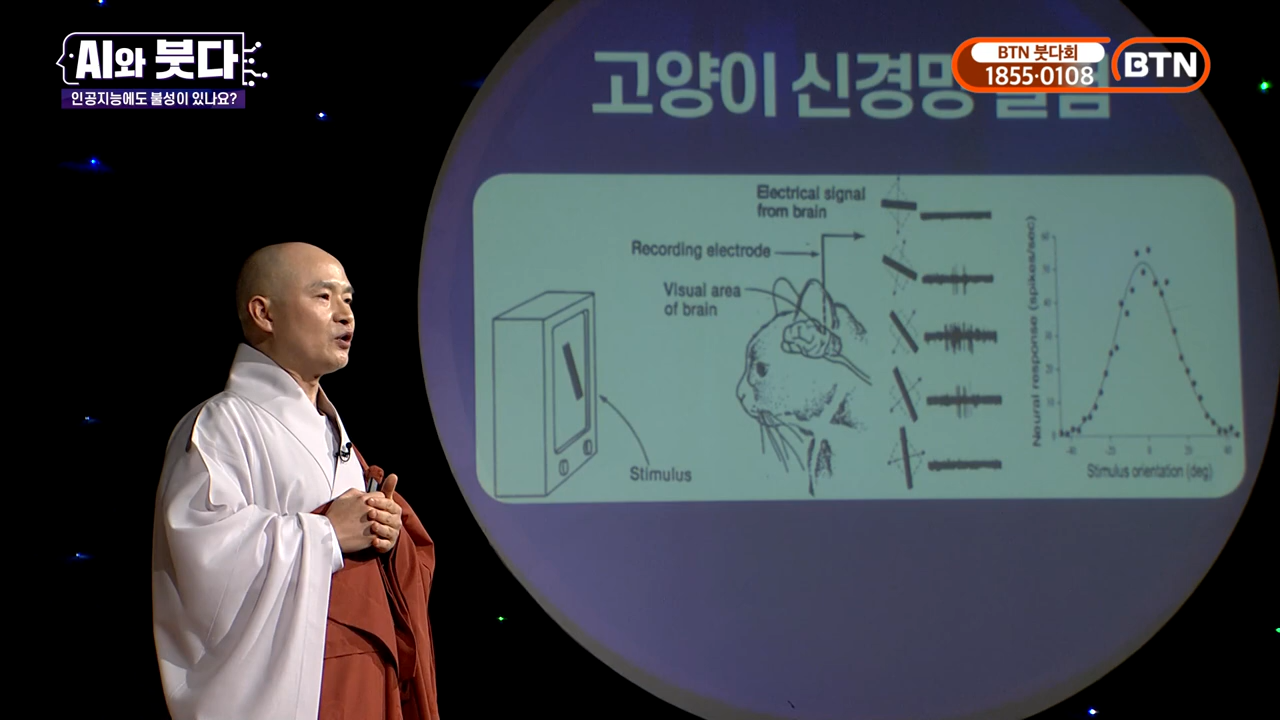 AI와 붓다
인공지능에도 불성이 있나요?
BTN 붓다회
1855·0108
BTN
고양이 신경망 실험
Electrical signal
from brain
Recording electrode
Visual area
of brain
Stimulus
Neural response (spikes/sec)
Stimulus orientation (deg)